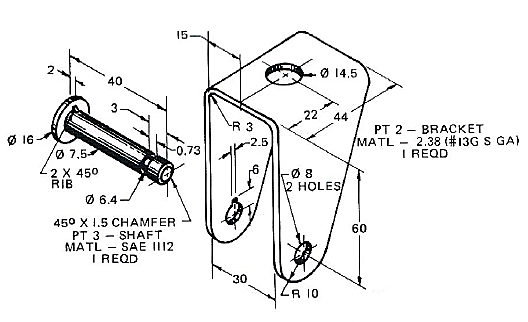 15
2
40
Ø 14.5
3
R 3
22
44
Ø 16
Ø 7.5
0.73
2.5
PT 2 – BRACKET
MATL – 2.38 (#13G S GA)
1 REQD
2 X 45°
RIB
6
Ø 8
2 HOLES
Ø 6.4
45° X 1.5 CHAMFER
PT 3 – SHAFT
MATL – SAE 1112
1 REQD
60
30
R 10